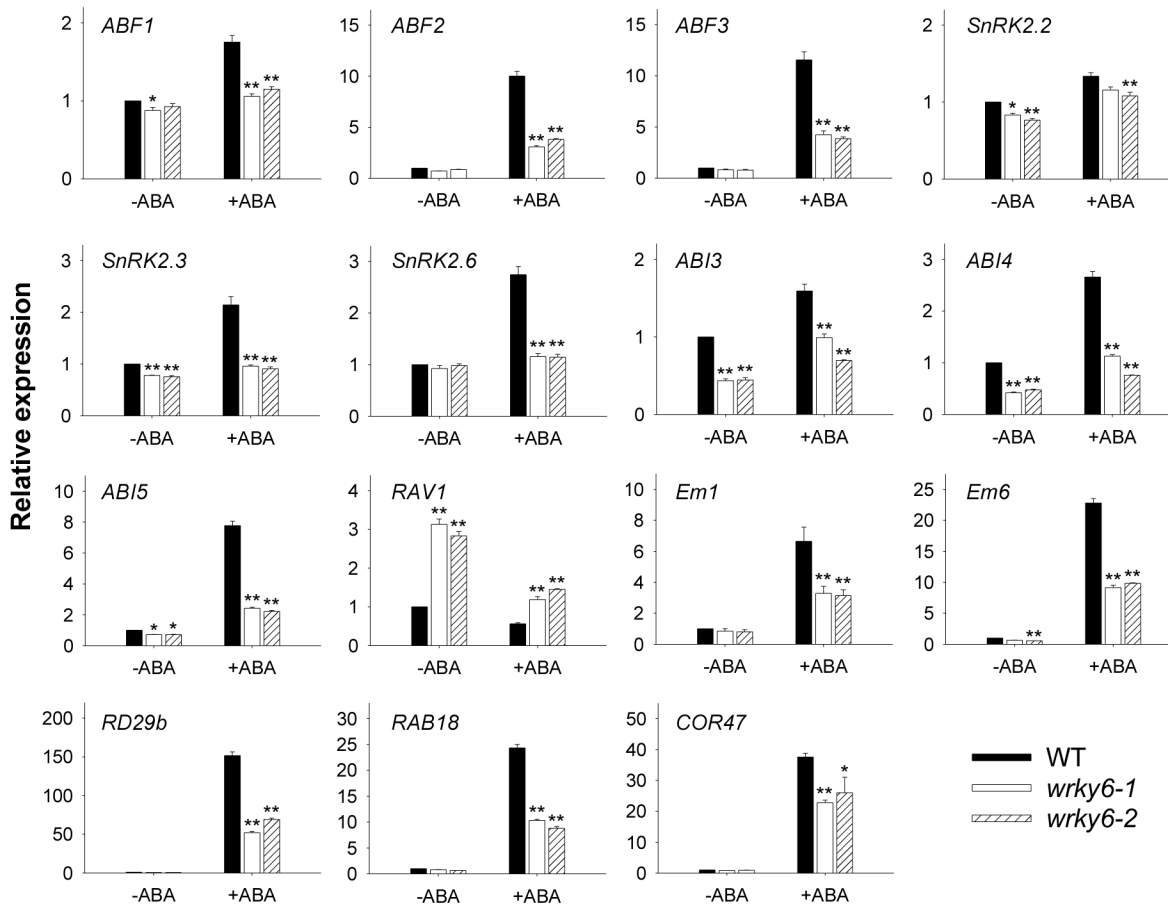 Relative expression
ABF1
2
1
0
-ABA +ABA
* ** **
ABF2
15
10
5
0
-ABA +ABA
** **
ABF3
15
10
5
0
-ABA +ABA
** **
SnRK2.2
2
1
0
-ABA +ABA
* ** **
SnRK2.3
3
2
1
0
-ABA +ABA
** ** ** **
SnRK2.6
3
2
1
0
-ABA +ABA
** **
ABI3
2
1
0
-ABA +ABA
** ** ** **
ABI4
3
2
1
0
-ABA +ABA
** ** ** **
ABI5
10
8
6
4
2
0
-ABA +ABA
* * ** **
RAV1
4
3
2
1
0
-ABA +ABA
** ** ** **
Em1
10
8
6
4
2
0
-ABA +ABA
** **
Em6
25
20
15
10
5
0
-ABA +ABA
** ** **
RD29b
200
150
100
50
0
-ABA +ABA
** **
RAB18
30
25
20
15
10
5
0
-ABA +ABA
** **
COR47
50
40
30
20
10
0
-ABA +ABA
** *
WT
wrky6-1
wrky6-2